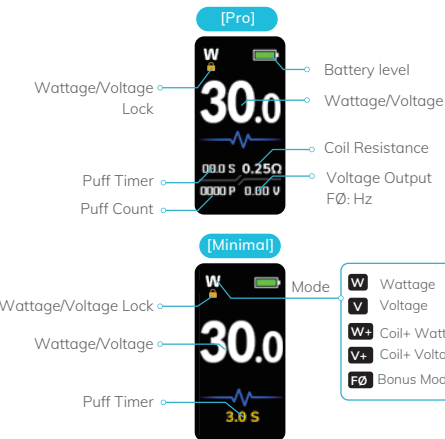 [Pro]
W
Wattage/Voltage
Lock
Battery level
30.0
Wattage/Voltage
Coil Resistance
00.0 S 0.25Ω
Puff Timer
Voltage Output
FØ: Hz
0000 P 0.00 V
Puff Count
[Minimal]
W
Mode
W Wattage
V Voltage
W+ Coil+ Watt
V+ Coil+ Volta
FØ Bonus Mod
Wattage/Voltage Lock
30.0
Wattage/Voltage
Puff Timer
3.0 S